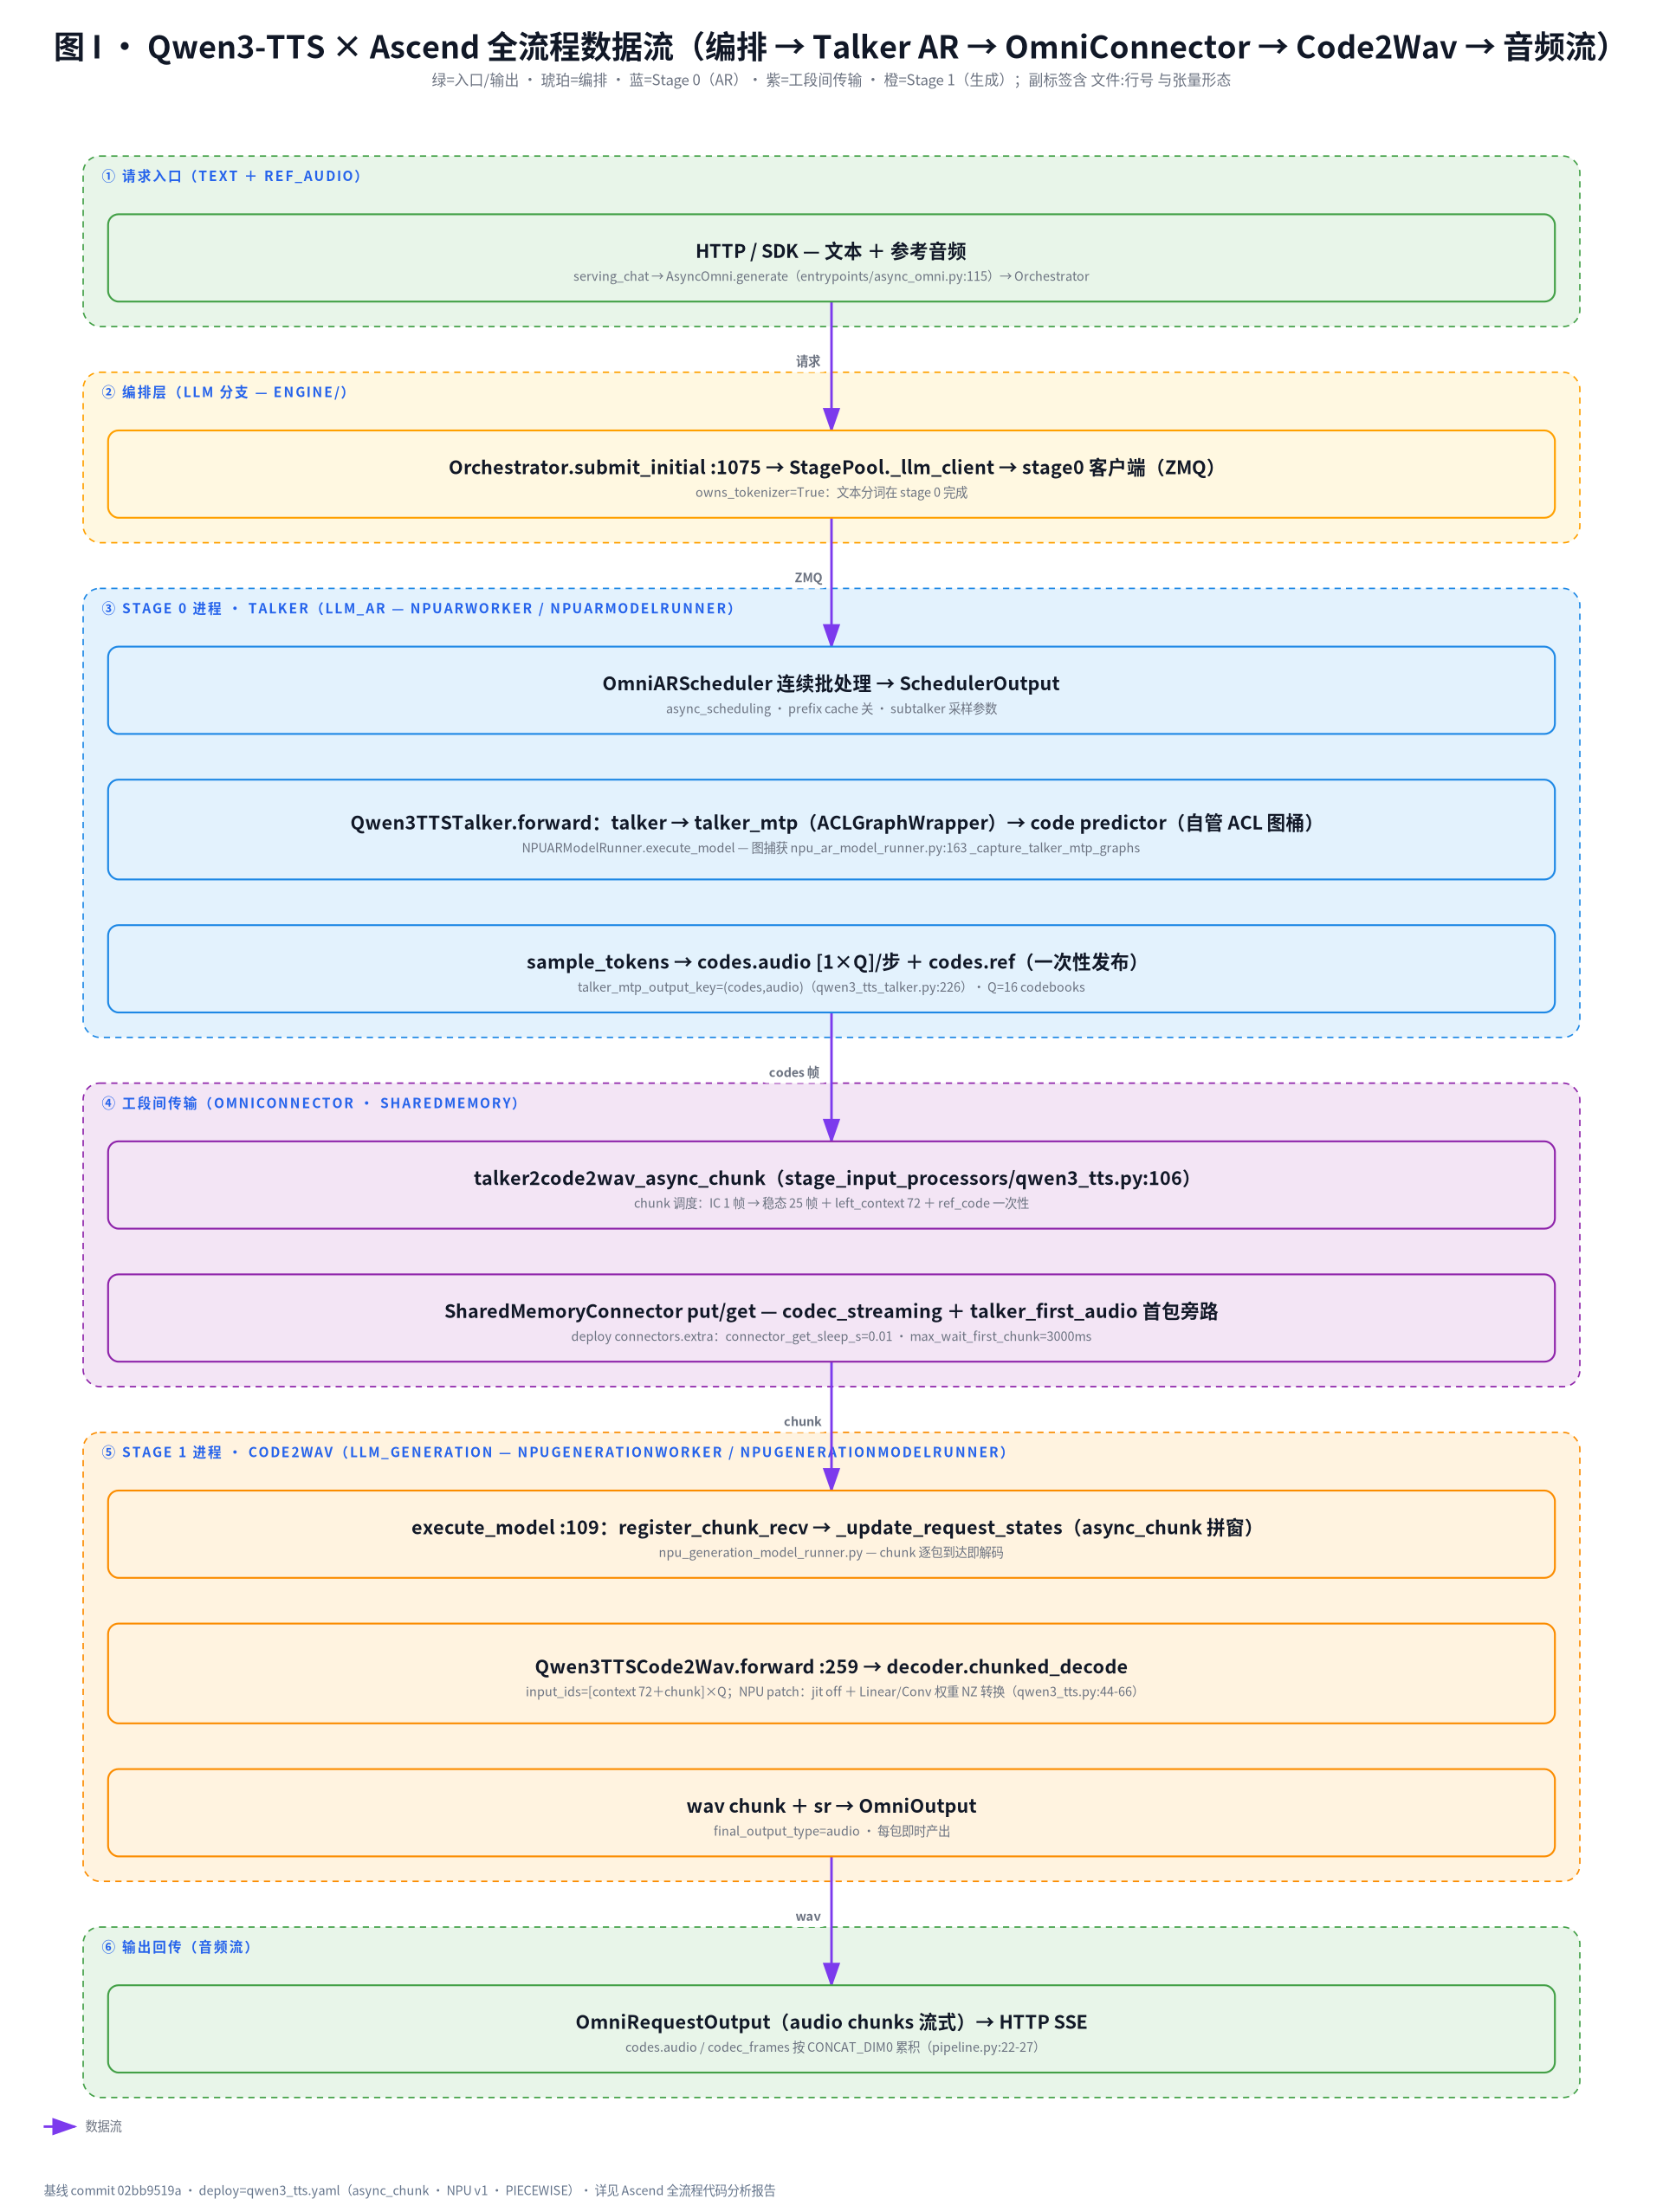 图 I · Qwen3-TTS × Ascend 全流程数据流（编排 → Talker AR → OmniConnector → Code2Wav → 音频流）
绿=入口/输出 · 琥珀=编排 · 蓝=Stage 0（AR） · 紫=工段间传输 · 橙=Stage 1（生成）；副标签含 文件:行号 与张量形态
① 请求入口（TEXT + REF_AUDIO）
HTTP / SDK — 文本 + 参考音频
serving_chat → AsyncOmni.generate（entrypoints/async_omni.py:115）→ Orchestrator
请求
② 编排层（LLM 分支 — ENGINE/）
Orchestrator.submit_initial :1075 → StagePool._llm_client → stage0 客户端（ZMQ）
owns_tokenizer=True：文本分词在 stage 0 完成
ZMQ
③ STAGE 0 进程 · TALKER（LLM_AR — NPUARWORKER / NPUARMODELRUNNER）
OmniARScheduler 连续批处理 → SchedulerOutput
async_scheduling · prefix cache 关 · subtalker 采样参数
Qwen3TTSTalker.forward：talker → talker_mtp（ACLGraphWrapper）→ code predictor（自管 ACL 图桶）
NPUARModelRunner.execute_model — 图捕获 npu_ar_model_runner.py:163 _capture_talker_mtp_graphs
sample_tokens → codes.audio [1×Q]/步 + codes.ref（一次性发布）
talker_mtp_output_key=(codes,audio)（qwen3_tts_talker.py:226） · Q=16 codebooks
codes 帧
④ 工段间传输（OMNICONNECTOR · SHAREDMEMORY）
talker2code2wav_async_chunk（stage_input_processors/qwen3_tts.py:106）
chunk 调度：IC 1 帧 → 稳态 25 帧 + left_context 72 + ref_code 一次性
SharedMemoryConnector put/get — codec_streaming + talker_first_audio 首包旁路
deploy connectors.extra：connector_get_sleep_s=0.01 · max_wait_first_chunk=3000ms
chunk
⑤ STAGE 1 进程 · CODE2WAV（LLM_GENERATION — NPUGENERATIONWORKER / NPUGENERATIONMODELRUNNER）
execute_model :109：register_chunk_recv → _update_request_states（async_chunk 拼窗）
npu_generation_model_runner.py — chunk 逐包到达即解码
Qwen3TTSCode2Wav.forward :259 → decoder.chunked_decode
input_ids=[context 72+chunk]×Q；NPU patch：jit off + Linear/Conv 权重 NZ 转换（qwen3_tts.py:44-66）
wav chunk + sr → OmniOutput
final_output_type=audio · 每包即时产出
wav
⑥ 输出回传（音频流）
OmniRequestOutput（audio chunks 流式）→ HTTP SSE
codes.audio / codec_frames 按 CONCAT_DIM0 累积（pipeline.py:22-27）
数据流
基线 commit 02bb9519a · deploy=qwen3_tts.yaml（async_chunk · NPU v1 · PIECEWISE） · 详见 Ascend 全流程代码分析报告